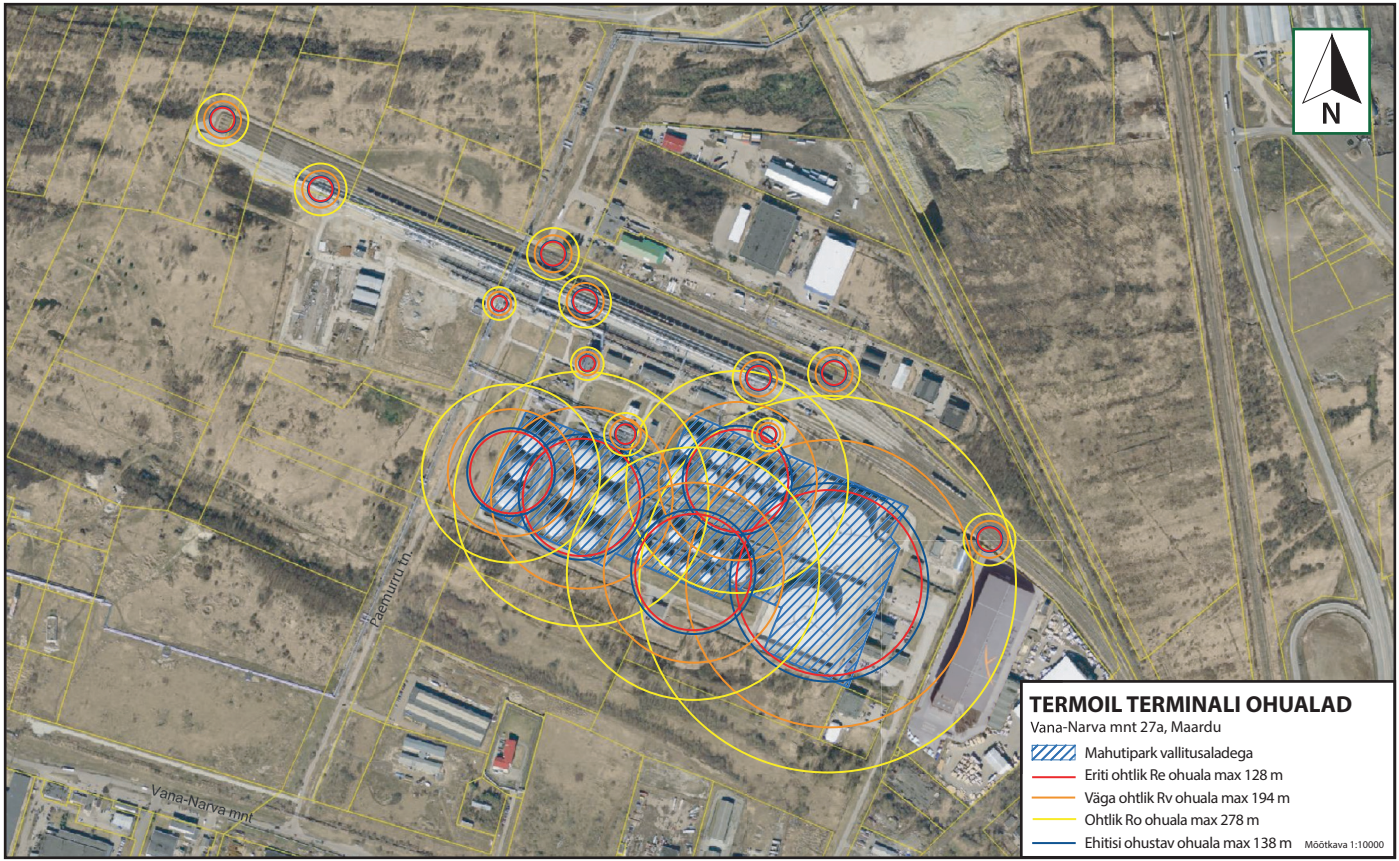 N
Paemurru tn.
Vana-Narva mnt
TERMOIL TERMINALI OHUALAD
Vana-Narva mnt 27a, Maardu
Mahutipark vallitusaladega
Eriti ohtlik Re ohuala max 128 m
Väga ohtlik Rv ohuala max 194 m
Ohtlik Ro ohuala max 278 m
Ehitisi ohustav ohuala max 138 m Mõõtkava 1:10000